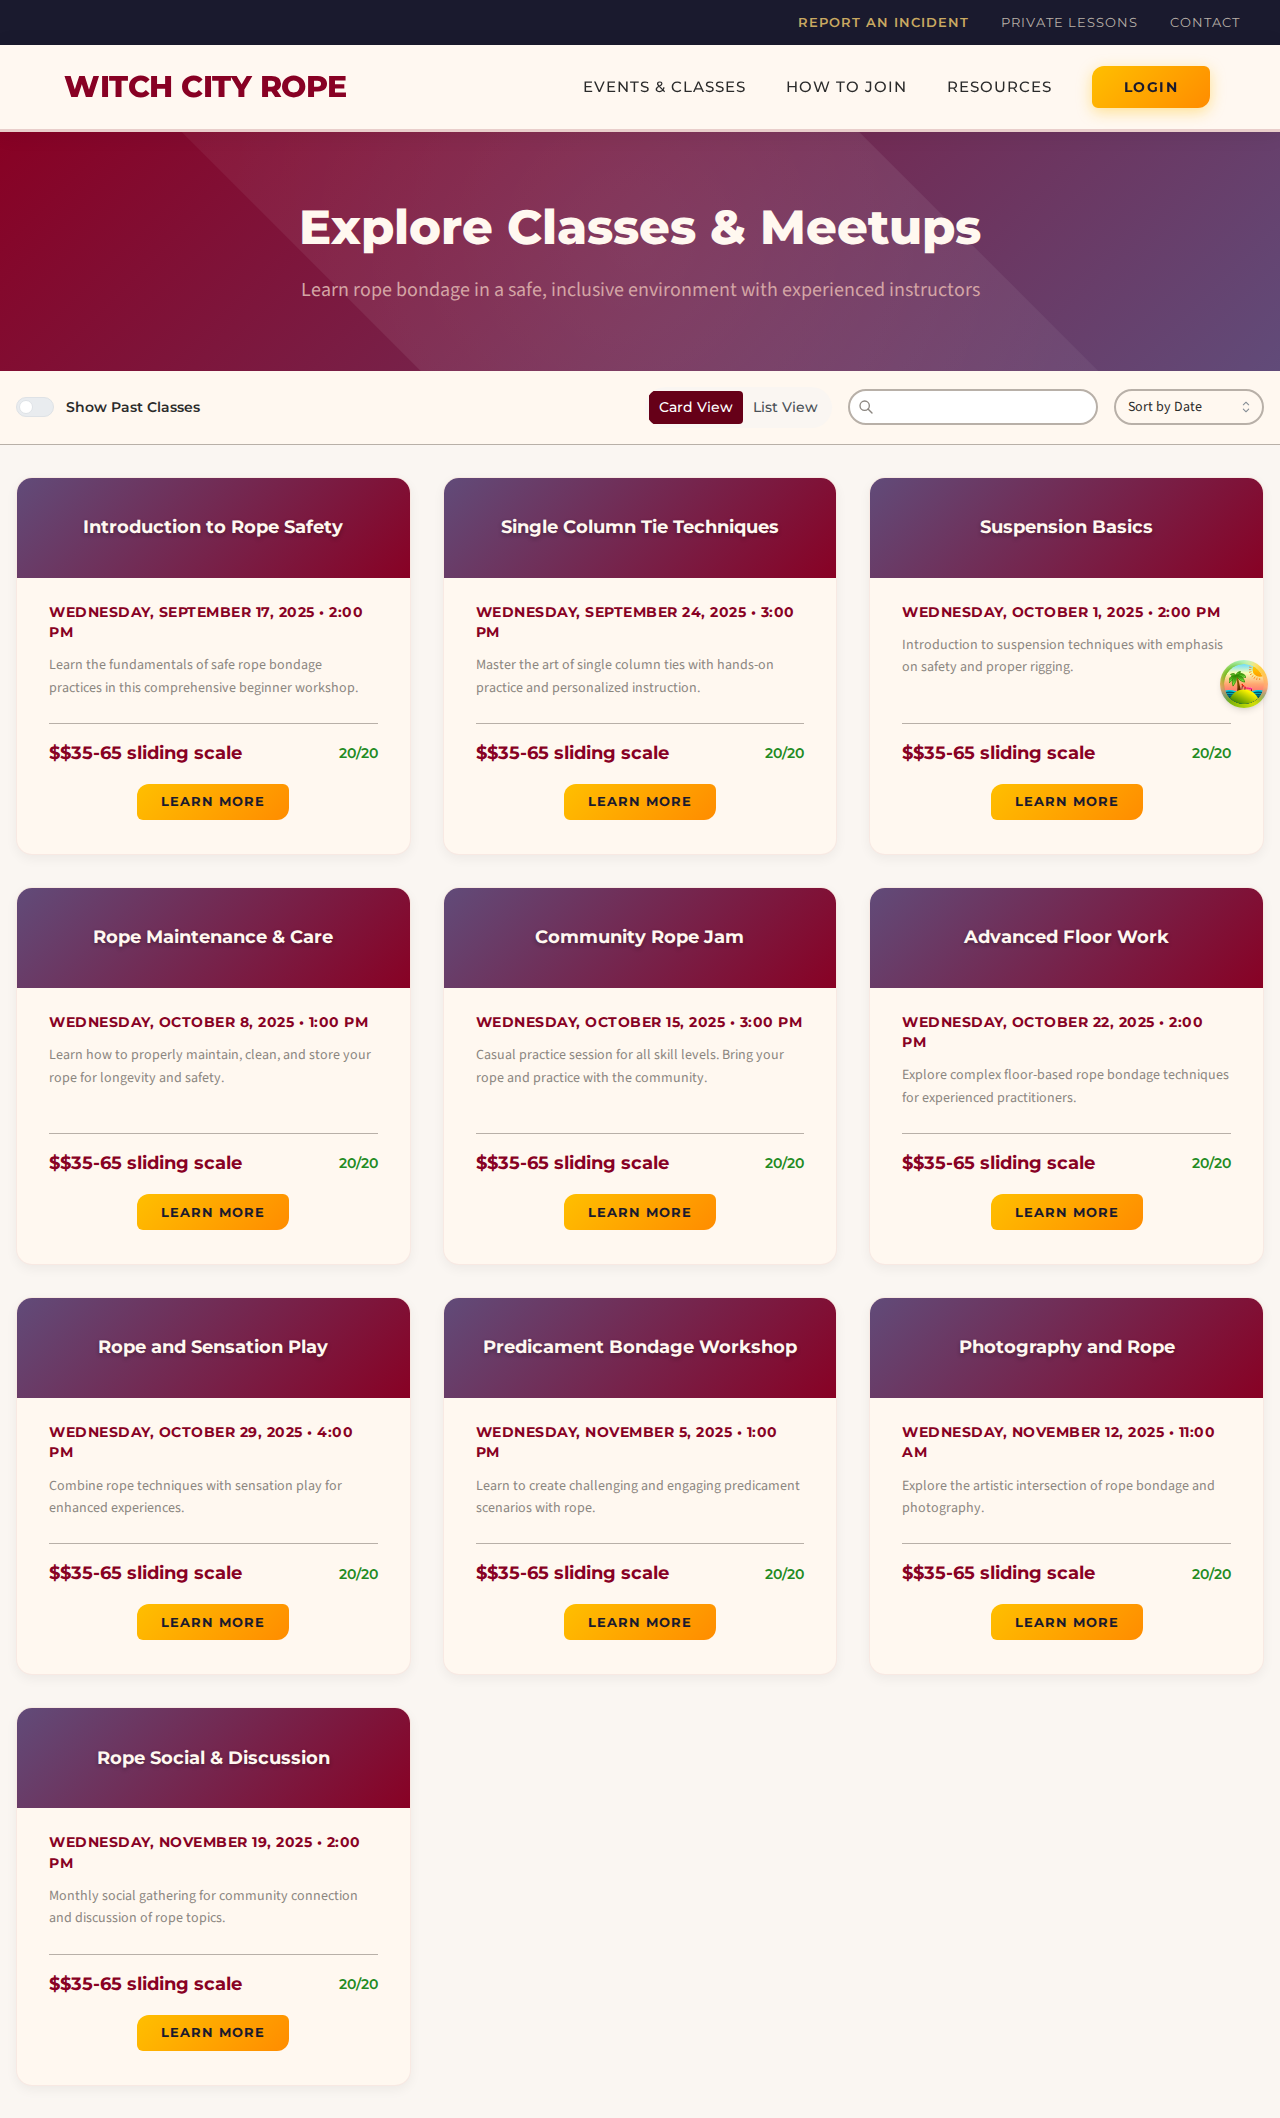 REPORT AN INCIDENT PRIVATE LESSONS CONTACT
WITCH CITY ROPE EVENTS & CLASSES HOW TO JOIN RESOURCES LOGIN
Explore Classes & Meetups
Learn rope bondage in a safe, inclusive environment with experienced instructors
Show Past Classes Card View List View Sort by Date
Introduction to Rope Safety
WEDNESDAY, SEPTEMBER 17, 2025 • 2:00
PM
Learn the fundamentals of safe rope bondage
practices in this comprehensive beginner workshop.
$$35-65 sliding scale 20/20
LEARN MORE
Single Column Tie Techniques
WEDNESDAY, SEPTEMBER 24, 2025 • 3:00
PM
Master the art of single column ties with hands-on
practice and personalized instruction.
$$35-65 sliding scale 20/20
LEARN MORE
Suspension Basics
WEDNESDAY, OCTOBER 1, 2025 • 2:00 PM
Introduction to suspension techniques with emphasis
on safety and proper rigging.
$$35-65 sliding scale 20/20
LEARN MORE
Rope Maintenance & Care
WEDNESDAY, OCTOBER 8, 2025 • 1:00 PM
Learn how to properly maintain, clean, and store your
rope for longevity and safety.
$$35-65 sliding scale 20/20
LEARN MORE
Community Rope Jam
WEDNESDAY, OCTOBER 15, 2025 • 3:00 PM
Casual practice session for all skill levels. Bring your
rope and practice with the community.
$$35-65 sliding scale 20/20
LEARN MORE
Advanced Floor Work
WEDNESDAY, OCTOBER 22, 2025 • 2:00
PM
Explore complex floor-based rope bondage techniques
for experienced practitioners.
$$35-65 sliding scale 20/20
LEARN MORE
Rope and Sensation Play
WEDNESDAY, OCTOBER 29, 2025 • 4:00
PM
Combine rope techniques with sensation play for
enhanced experiences.
$$35-65 sliding scale 20/20
LEARN MORE
Predicament Bondage Workshop
WEDNESDAY, NOVEMBER 5, 2025 • 1:00
PM
Learn to create challenging and engaging predicament
scenarios with rope.
$$35-65 sliding scale 20/20
LEARN MORE
Photography and Rope
WEDNESDAY, NOVEMBER 12, 2025 • 11:00
AM
Explore the artistic intersection of rope bondage and
photography.
$$35-65 sliding scale 20/20
LEARN MORE
Rope Social & Discussion
WEDNESDAY, NOVEMBER 19, 2025 • 2:00
PM
Monthly social gathering for community connection
and discussion of rope topics.
$$35-65 sliding scale 20/20
LEARN MORE